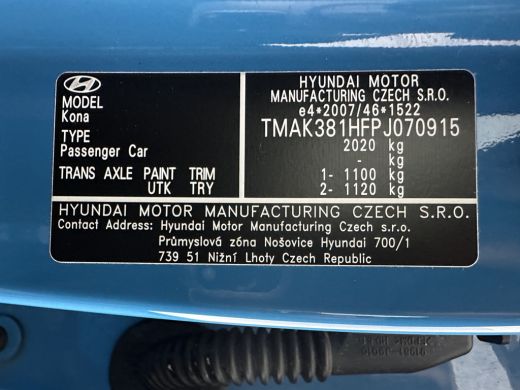 MODEL
Kona
TYPE
Passenger Car
TRANS AXLE PAINT TRIM
UTK TRY
HYUNDAI MOTOR
MANUFACTURING CZECH S.R.O.
e4*2007/46*1522
TMAK381HFPJ070915
2020 kg
- kg
1- 1100 kg
2- 1120 kg
HYUNDAI MOTOR MANUFACTURING CZECH S.R.O.
Contact Address: Hyundai Motor Manufacturing Czech s.r.o.
Průmyslová zóna Nošovice Hyundai 700/1
739 51 Nižní Lhoty Czech Republic